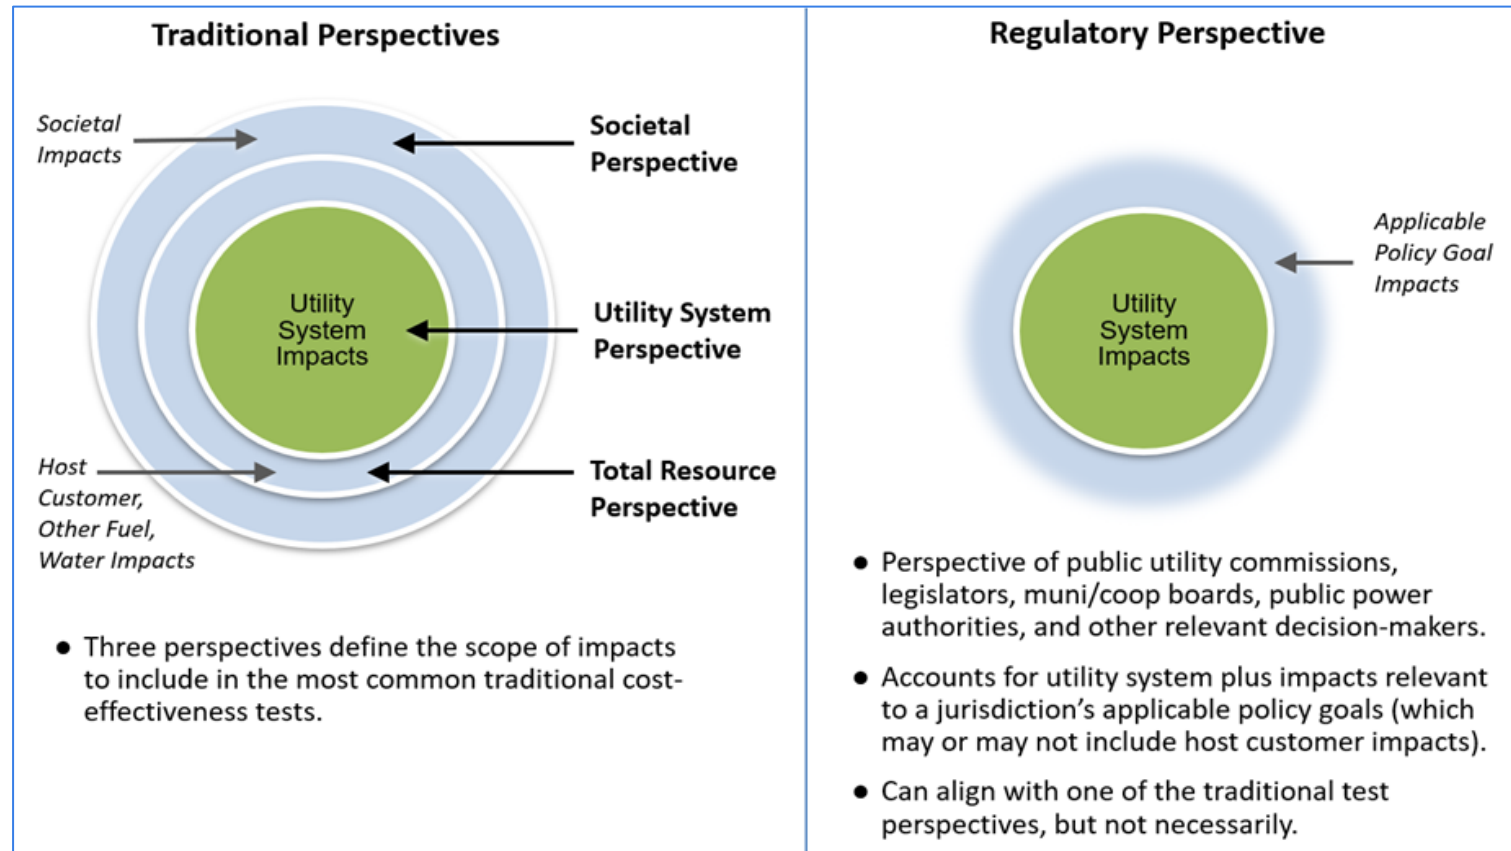 Traditional Perspectives
Societal
Impacts
Societal
Perspective
Utility
System
Impacts
Utility System
Perspective
Host
Customer,
Other Fuel,
Water Impacts
Total Resource
Perspective
● Three perspectives define the scope of impacts
to include in the most common traditional cost-
effectiveness tests.
Regulatory Perspective
Applicable
Policy Goal
Impacts
Utility
System
Impacts
● Perspective of public utility commissions,
legislators, muni/coop boards, public power
authorities, and other relevant decision-makers.
● Accounts for utility system plus impacts relevant
to a jurisdiction’s applicable policy goals (which
may or may not include host customer impacts).
● Can align with one of the traditional test
perspectives, but not necessarily.